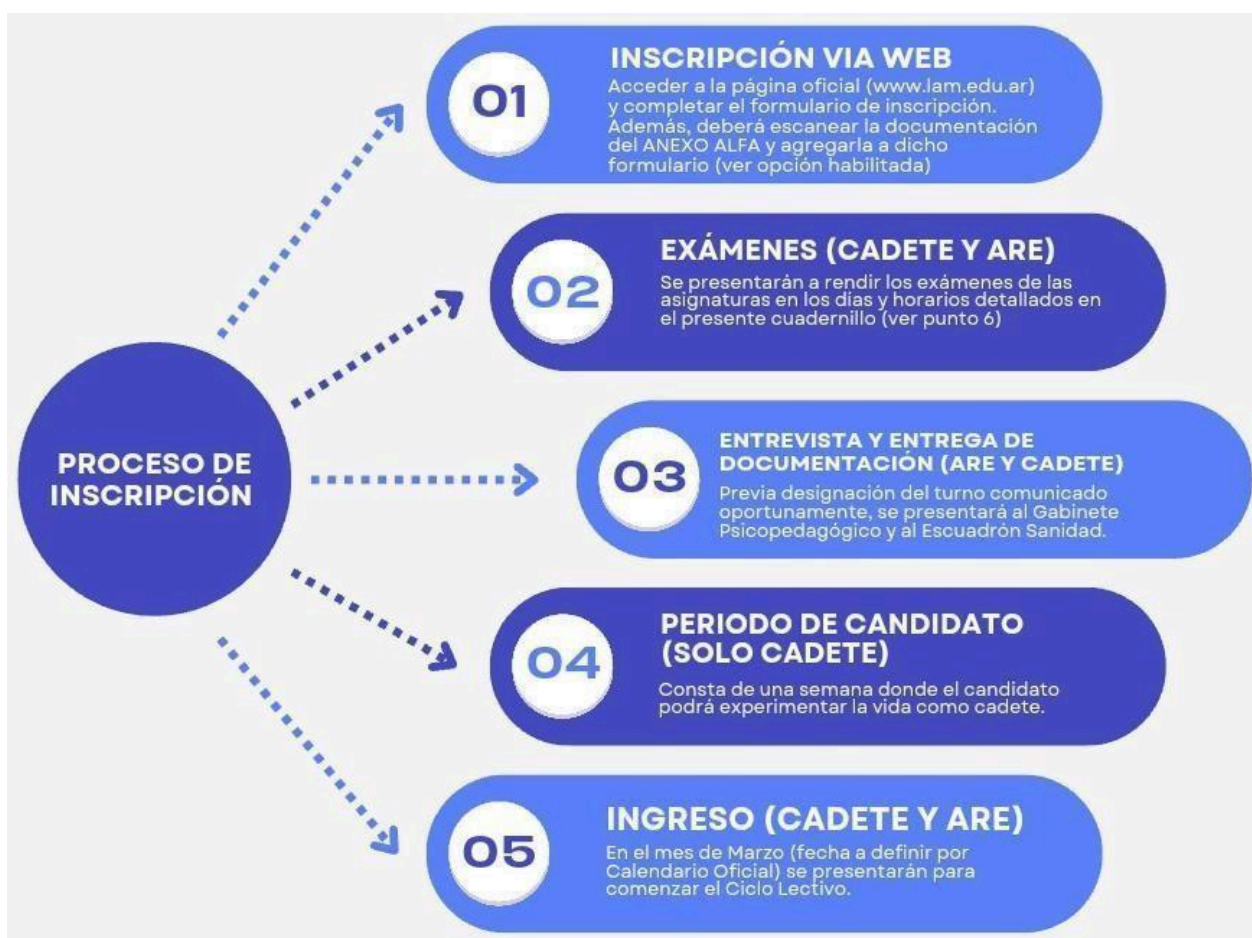 PROCESO DE
INSCRIPCIÓN
01
INSCRIPCIÓN VIA WEB
Acceder a la página oficial (www.lam.edu.ar)
y completar el formulario de inscripción.
Además, deberá escanear la documentación
del ANEXO ALFA y agregarla a dicho
formulario (ver opción habilitada)
02
EXÁMENES (CADETE Y ARE)
Se presentarán a rendir los exámenes de las
asignaturas en los días y horarios detallados en
el presente cuadernillo (ver punto 6)
03
ENTREVISTA Y ENTREGA DE
DOCUMENTACIÓN (ARE Y CADETE)
Previa designación del turno comunicado
oportunamente, se presentará al Gabinete
Psicopedagógico y al Escuadrón Sanidad.
04
PERIODO DE CANDIDATO
(SOLO CADETE)
Consta de una semana donde el candidato
podrá experimentar la vida como cadete.
05
INGRESO (CADETE Y ARE)
En el mes de Marzo (fecha a definir por
Calendario Oficial) se presentarán para
comenzar el Ciclo Lectivo.